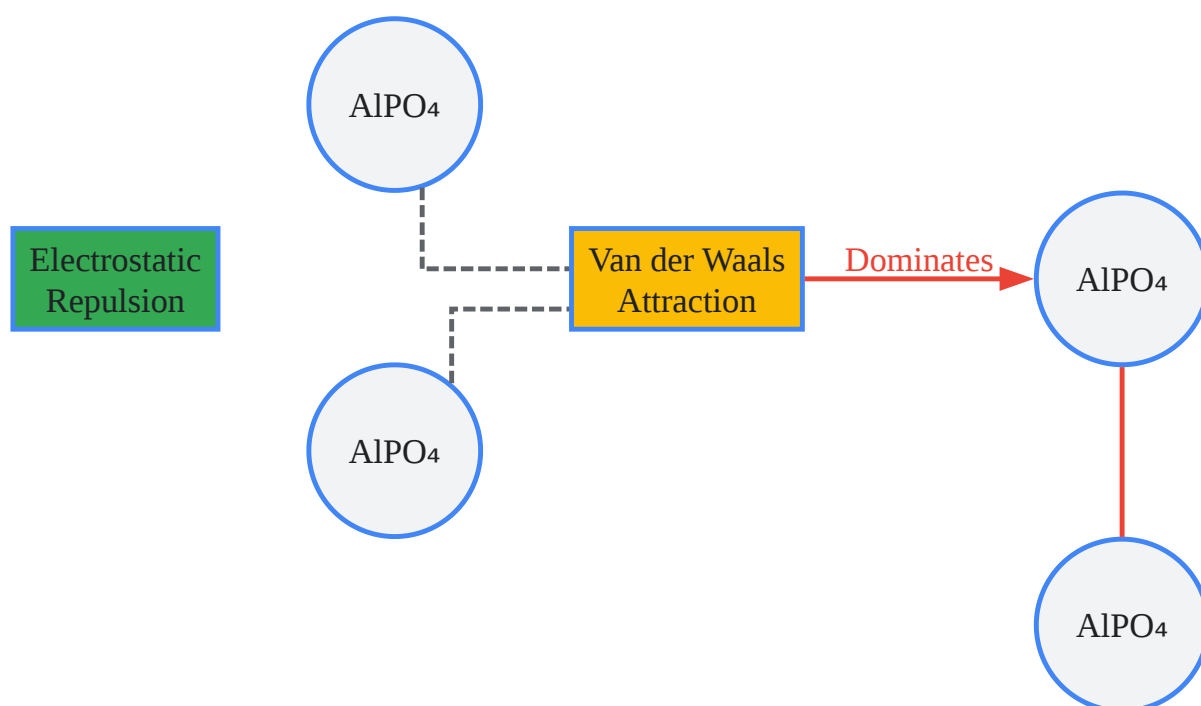 AlPO₄
Electrostatic
Repulsion
Van der Waals
Attraction
Dominates
AlPO₄
AlPO₄
AlPO₄